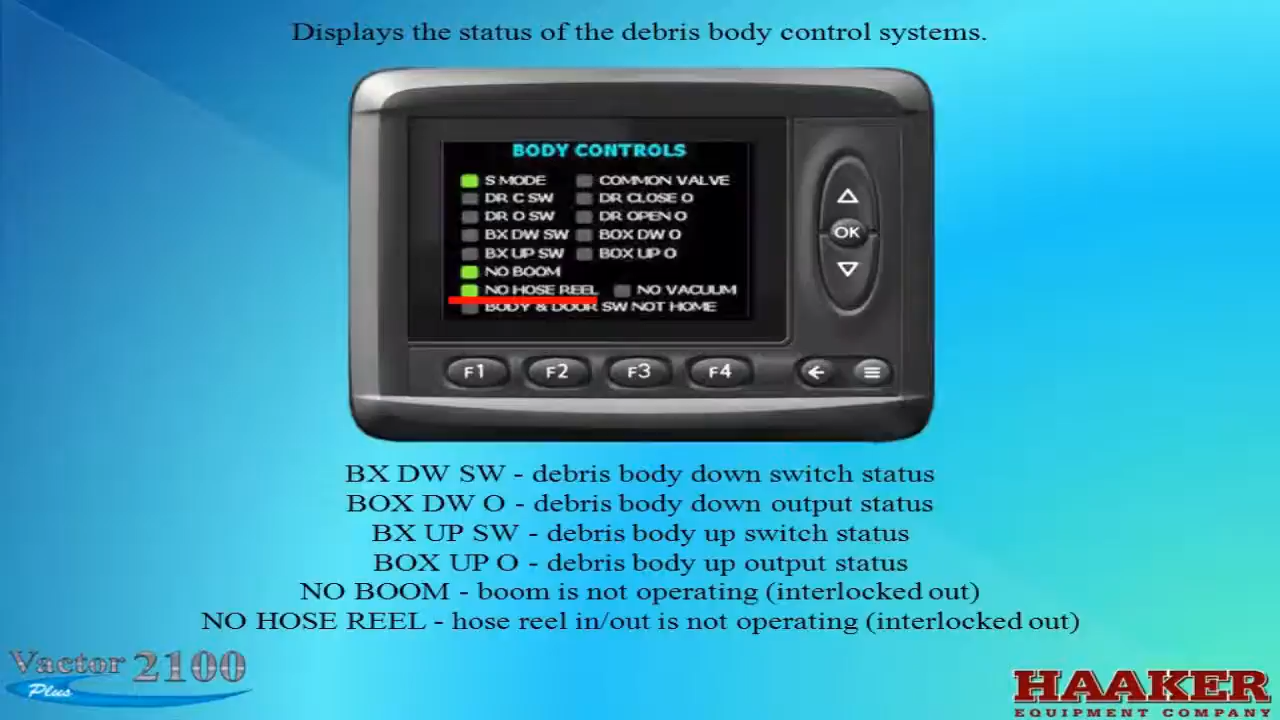 Displays the status of the debris body control systems.
BODY CONTROLS
S MODE COMMON VALVE
DR C SW DR CLOSE O
DR O SW DR OPEN O
BX DW SW BOX DW O
BX UP SW BOX UP O
NO BOOM
NO HOSE REEL NO VACUUM
BODY & DOOR SW NOT HOME
OK
F1 F2 F3 F4
BX DW SW - debris body down switch status
BOX DW O - debris body down output status
BX UP SW - debris body up switch status
BOX UP O - debris body up output status
NO BOOM - boom is not operating (interlocked out)
NO HOSE REEL - hose reel in/out is not operating (interlocked out)
Vactor 2100
Plus
HAAKER
EQUIPMENT COMPANY